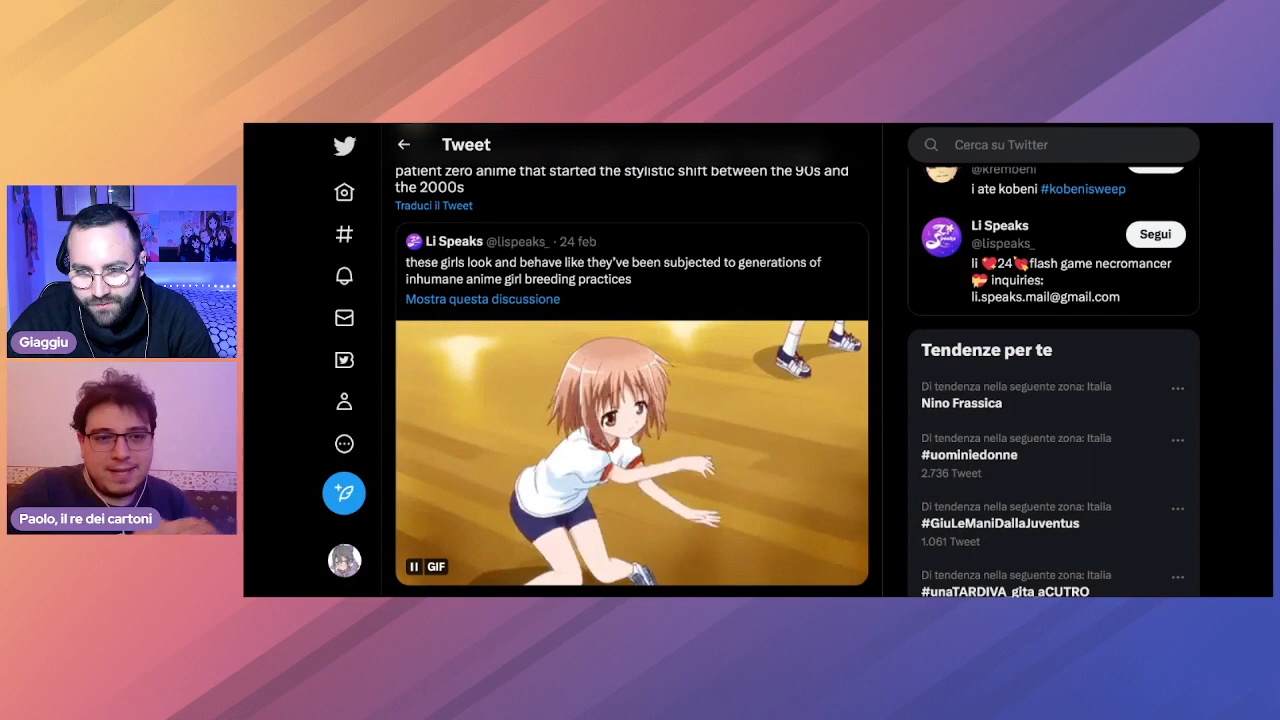 Giaggiu
Paolo, il re dei cartoni
Tweet
patient zero anime that started the stylistic shift between the 90s and
the 2000s
Traduci il Tweet
Li Speaks @lispeaks_ · 24 feb
these girls look and behave like they've been subjected to generations of
inhumane anime girl breeding practices
Mostra questa discussione
GIF
Cerca su Twitter
@krembeni
i ate kobeni #kobenisweep
Li Speaks
@lispeaks_
Segui
li 💘24💘flash game necromancer
💝 inquiries:
li.speaks.mail@gmail.com
Tendenze per te
Di tendenza nella seguente zona: Italia
Nino Frassica
Di tendenza nella seguente zona: Italia
#uominiedonne
2.736 Tweet
Di tendenza nella seguente zona: Italia
#GiuLeManiDallaJuventus
1.061 Tweet
Di tendenza nella seguente zona: Italia
#unaTARDIVA_gita aCUTRO